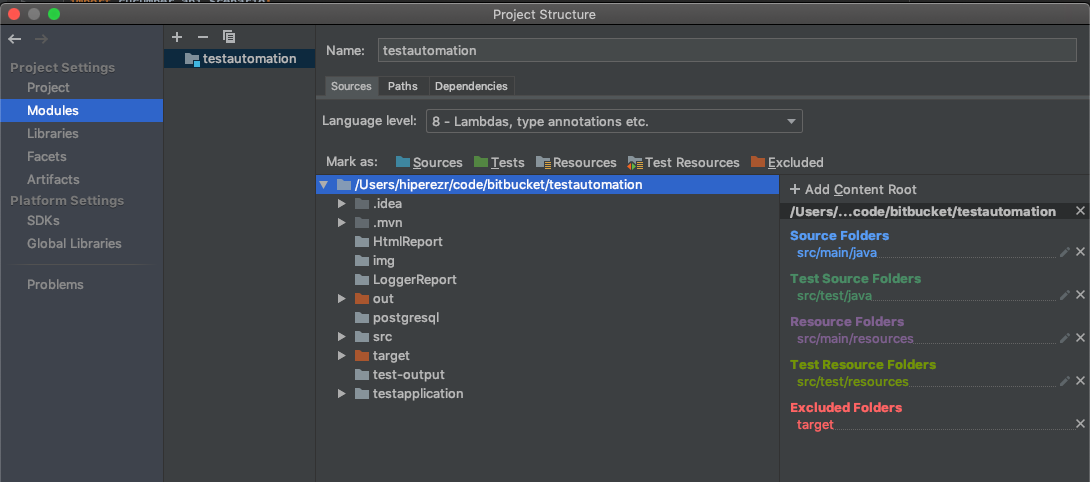 Project Structure
Project Settings
Project
Modules
Libraries
Facets
Artifacts
Platform Settings
SDKs
Global Libraries
Problems
testautomation
Name: testautomation
Sources Paths Dependencies
Language level: 8 - Lambdas, type annotations etc.
Mark as: Sources Tests Resources Test Resources Excluded
/Users/hiperezr/code/bitbucket/testautomation
.idea
.mvn
HtmlReport
img
LoggerReport
out
postgresql
src
target
test-output
testapplication
+ Add Content Root
/Users/...code/bitbucket/testautomation
Source Folders
src/main/java
Test Source Folders
src/test/java
Resource Folders
src/main/resources
Test Resource Folders
src/test/resources
Excluded Folders
target